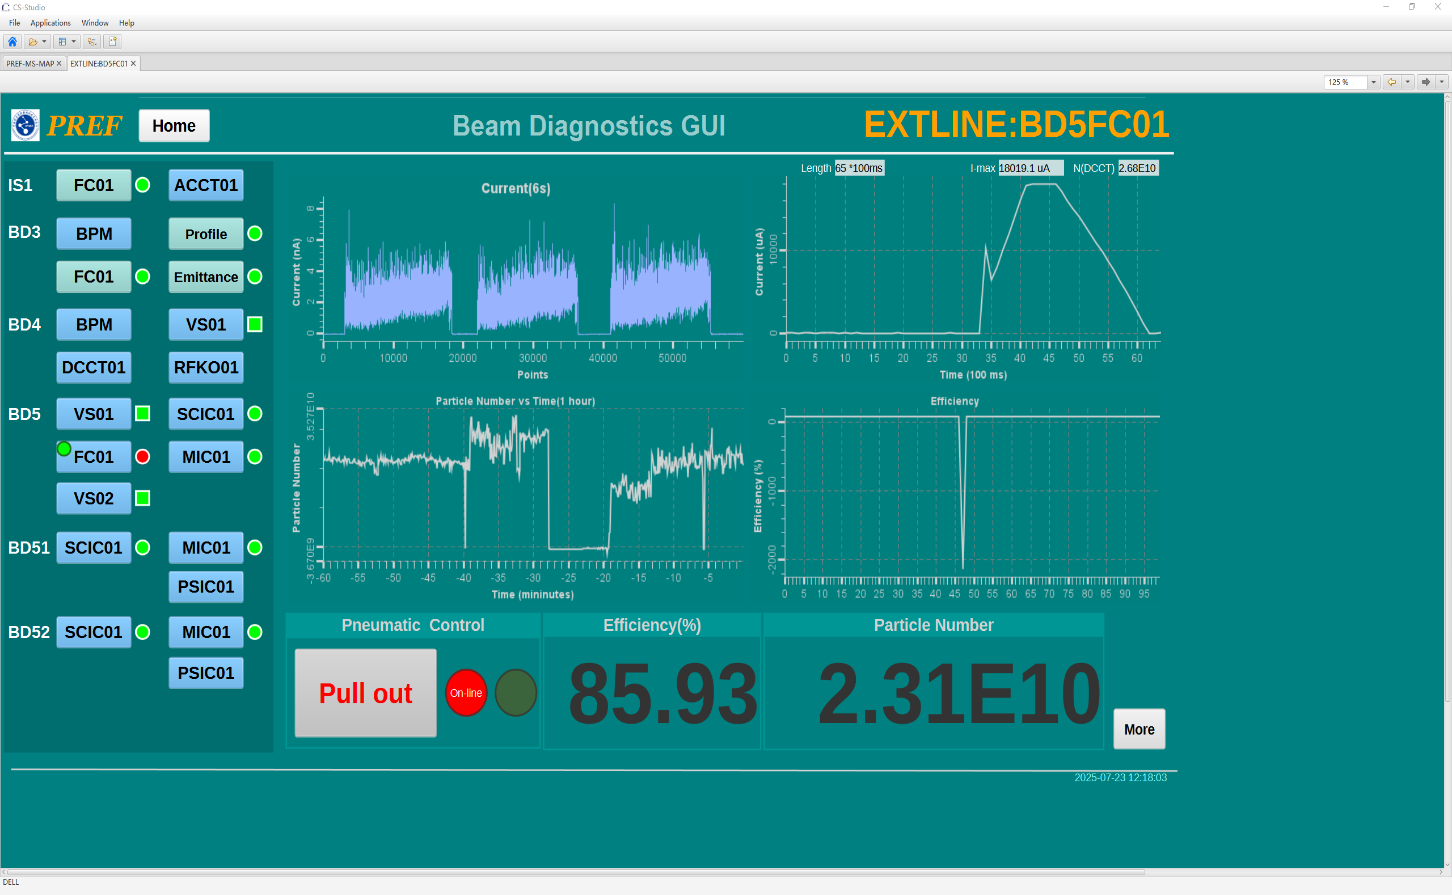 CS-Studio
File Applications Window Help
PREF-MS-MAP EXTLINE:BD5FC01
125 %
PREF Home Beam Diagnostics GUI EXTLINE:BD5FC01
IS1 FC01 ACCT01
BD3 BPM Profile
FC01 Emittance
BD4 BPM VS01
DCCT01 RFKO01
BD5 VS01 SCIC01
FC01 MIC01
VS02
BD51 SCIC01 MIC01
PSIC01
BD52 SCIC01 MIC01
PSIC01
Current(6s)
Current (nA)
8
6
4
2
0
0 10000 20000 30000 40000 50000
Points
Length 65 *100ms I-max 18019.1 uA N(DCCT) 2.68E10
Current (uA)
10000
0
0 5 10 15 20 25 30 35 40 45 50 55 60
Time (100 ms)
Particle Number vs Time(1 hour)
Particle Number
3.527E10
-3.670E9
-60 -55 -50 -45 -40 -35 -30 -25 -20 -15 -10 -5
Time (mininutes)
Efficiency
Efficiency (%)
0
-1000
-2000
0 5 10 15 20 25 30 35 40 45 50 55 60 65 70 75 80 85 90 95
Pneumatic Control Efficiency(%) Particle Number
Pull out On-line 85.93 2.31E10
More
2025-07-23 12:18:03
DELL